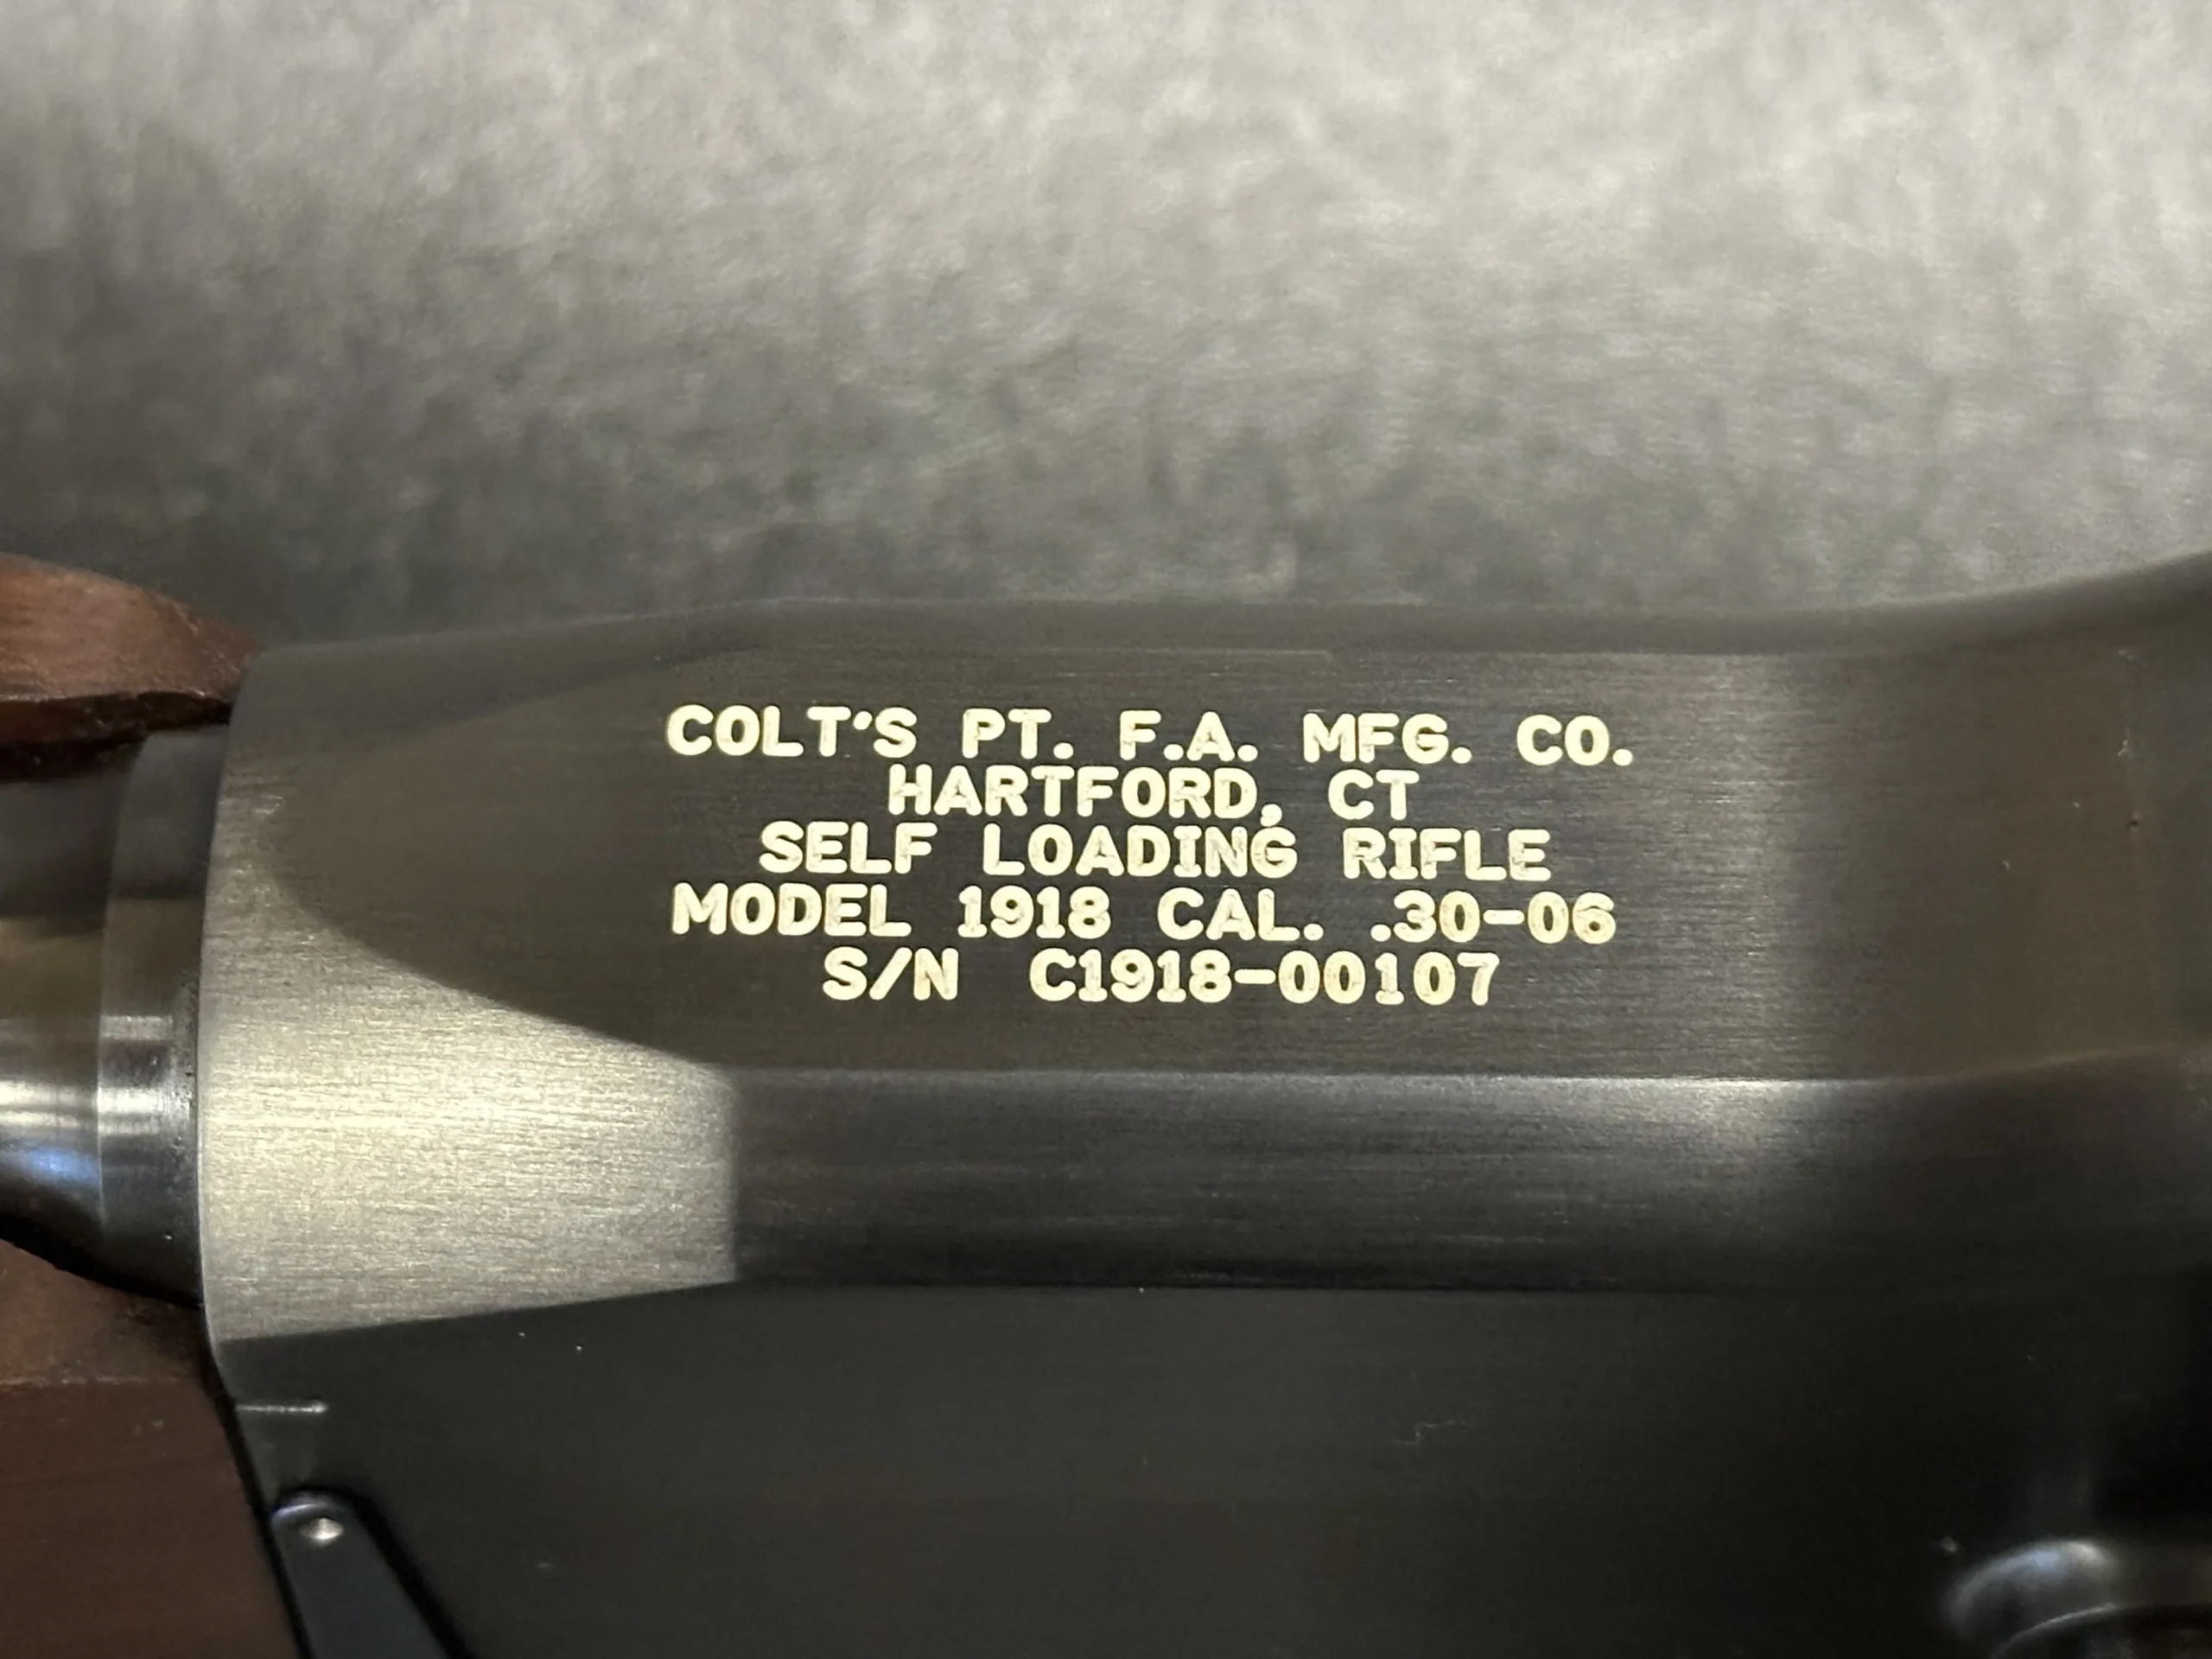 COLT'S PT. F.A. MFG. CO.
HARTFORD, CT
SELF LOADING RIFLE
MODEL 1918 CAL. .30-06
S/N C1918-00107